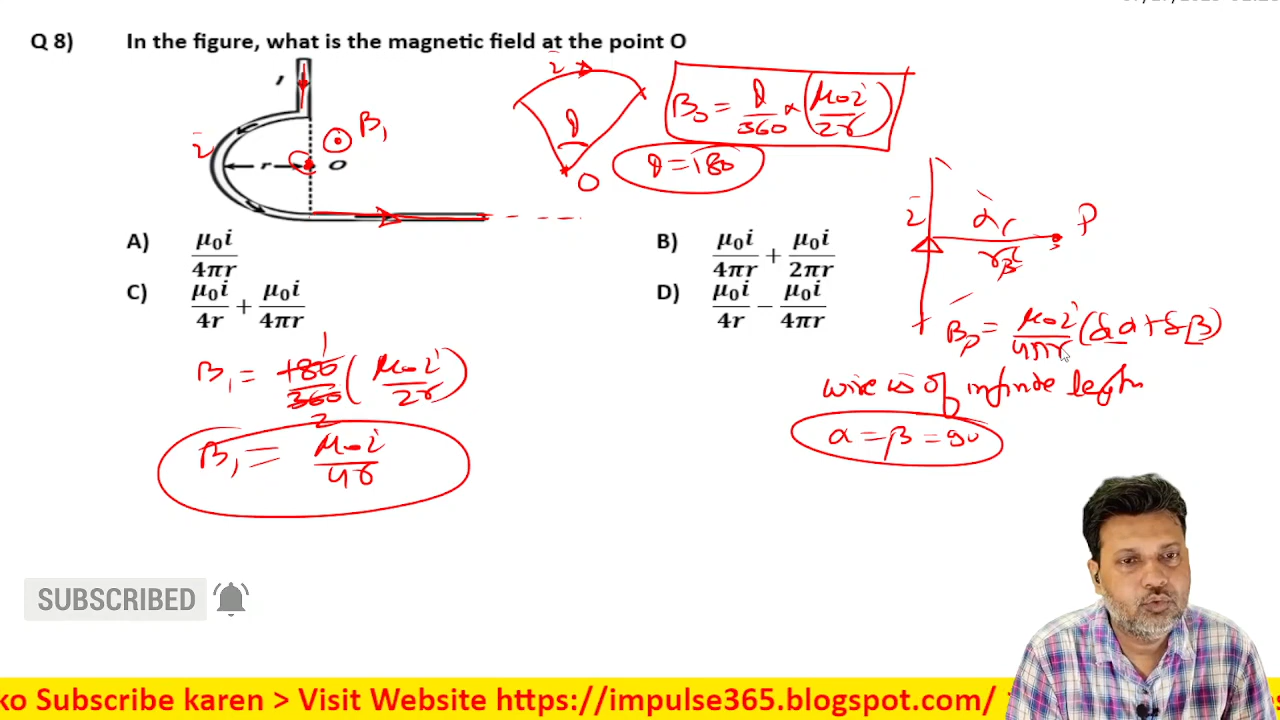 Q 8) In the figure, what is the magnetic field at the point O
i
B₁
r
O
i
θ
O
B₀ = θ/360 × (μ₀i/2r)
θ = 180
A) μ₀i/4πr
B) μ₀i/4πr + μ₀i/2πr
C) μ₀i/4r + μ₀i/4πr
D) μ₀i/4r − μ₀i/4πr
i
α
r
β
P
B₁ = 180/360 (μ₀i/2r)
1
2
B₁ = μ₀i/4r
Bp = μ₀i/4πr (sin α + sin β)
wire is of infinite length
α = β = 90
SUBSCRIBED
ko Subscribe karen > Visit Website https://impulse365.blogspot.com/